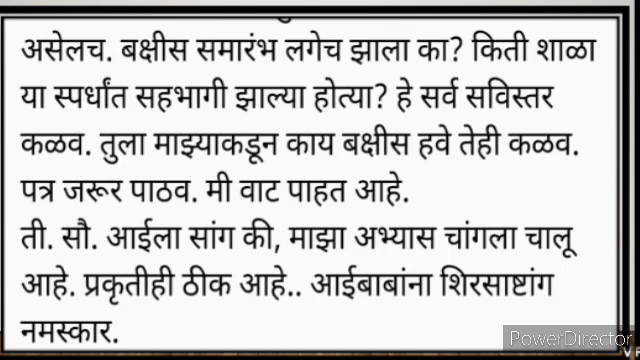 असेलच. बक्षीस समारंभ लगेच झाला का? किती शाळा
या स्पर्धांत सहभागी झाल्या होत्या? हे सर्व सविस्तर
कळव. तुला माझ्याकडून काय बक्षीस हवे तेही कळव.
पत्र जरूर पाठव. मी वाट पाहत आहे.
ती. सौ. आईला सांग की, माझा अभ्यास चांगला चालू
आहे. प्रकृतीही ठीक आहे.. आईबाबांना शिरसाष्टांग
नमस्कार.
PowerDirector